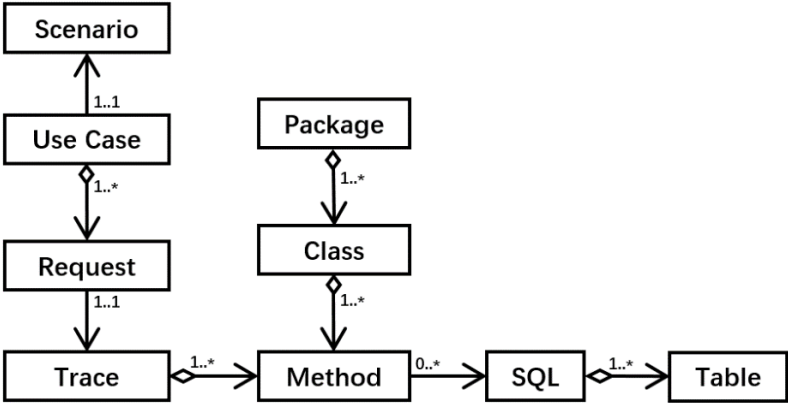 Scenario
1..1
Use Case
1..*
Request
1..1
Trace
1..*
Package
1..*
Class
1..*
Method
0..*
SQL
1..*
Table